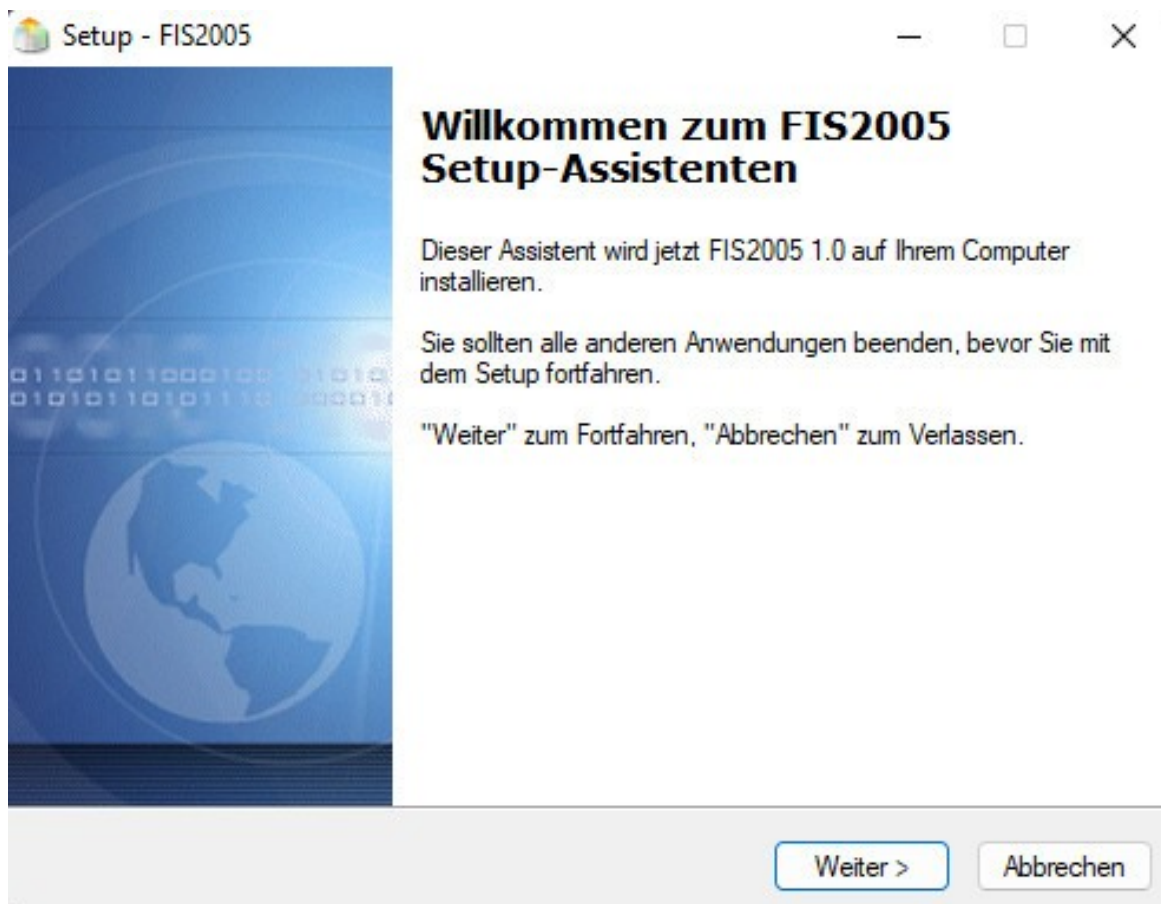 Setup - FIS2005
Willkommen zum FIS2005
Setup-Assistenten
Dieser Assistent wird jetzt FIS2005 1.0 auf Ihrem Computer
installieren.
Sie sollten alle anderen Anwendungen beenden, bevor Sie mit
dem Setup fortfahren.
"Weiter" zum Fortfahren, "Abbrechen" zum Verlassen.
Weiter >
Abbrechen